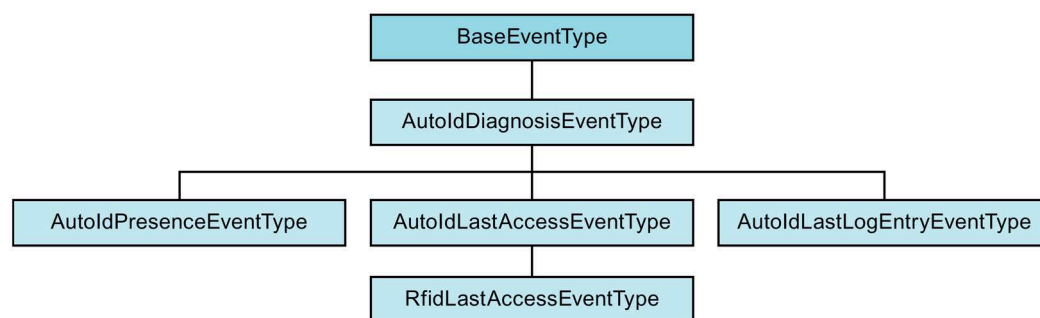 BaseEventType
AutoIdDiagnosisEventType
AutoIdPresenceEventType
AutoIdLastAccessEventType
AutoIdLastLogEntryEventType
RfidLastAccessEventType